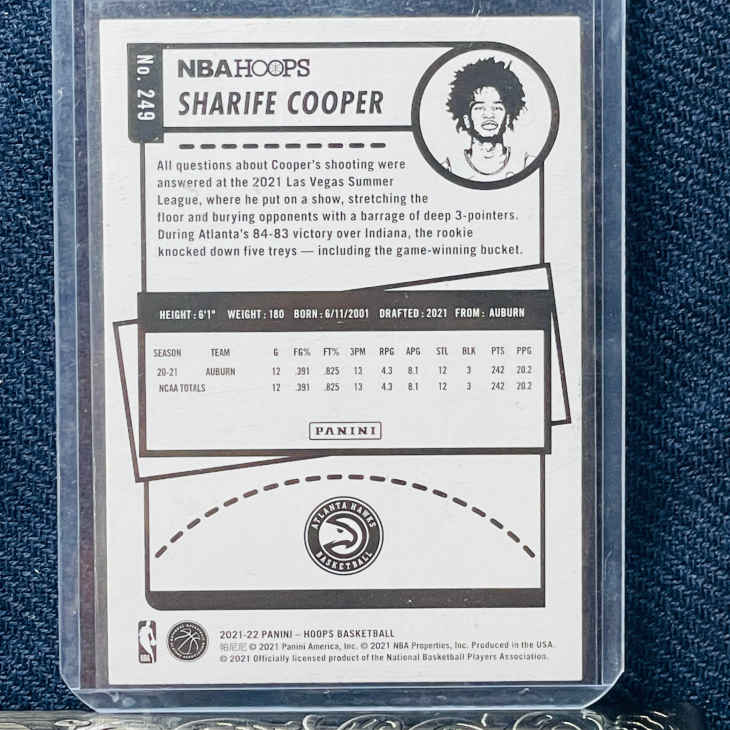 No. 249
NBA HOOPS
SHARIFE COOPER
All questions about Cooper's shooting were
answered at the 2021 Las Vegas Summer
League, where he put on a show, stretching the
floor and burying opponents with a barrage of deep 3-pointers.
During Atlanta's 84-83 victory over Indiana, the rookie
knocked down five treys — including the game-winning bucket.
HEIGHT: 6'1" WEIGHT: 180 BORN: 6/11/2001 DRAFTED: 2021 FROM: AUBURN
SEASON TEAM G FG% FT% 3PM RPG APG STL BLK PTS PPG
20-21 AUBURN 12 .391 .825 13 4.3 8.1 12 3 242 20.2
NCAA TOTALS 12 .391 .825 13 4.3 8.1 12 3 242 20.2
PANINI
ATLANTA HAWKS
BASKETBALL
2021-22 PANINI – HOOPS BASKETBALL
帕尼尼 © 2021 Panini America, Inc. © 2021 NBA Properties, Inc. Produced in the USA.
© 2021 Officially licensed product of the National Basketball Players Association.